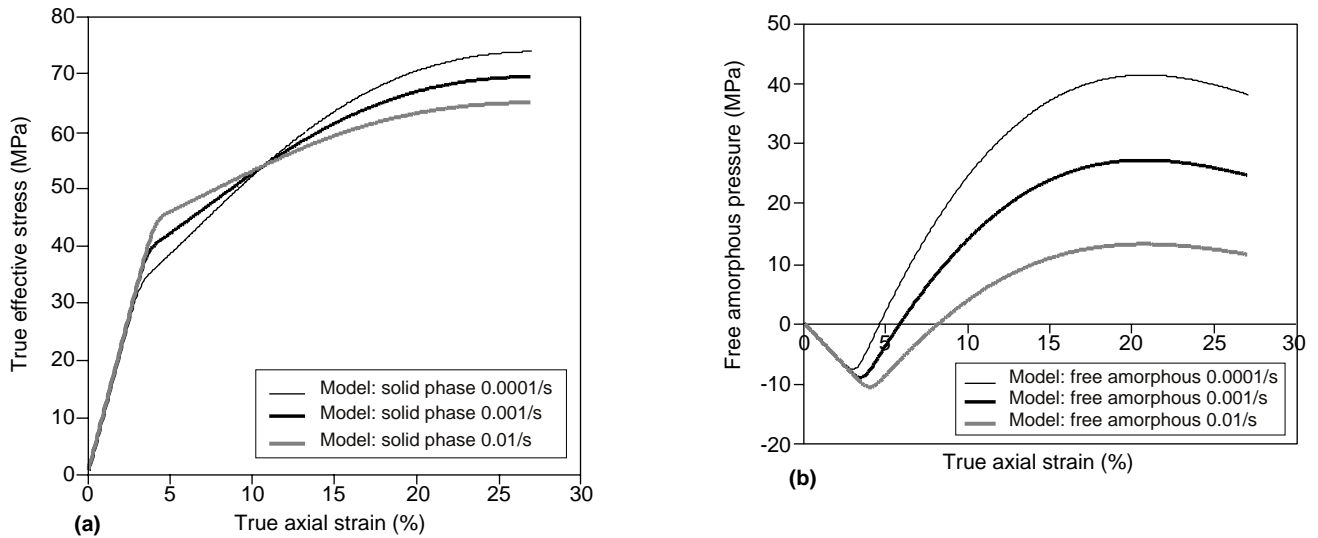 80
70
60
50
40
30
20
10
0
True effective stress (MPa)
Model: solid phase 0.0001/s
Model: solid phase 0.001/s
Model: solid phase 0.01/s
0 5 10 15 20 25 30
(a)
True axial strain (%)
50
40
30
20
10
0
-10
-20
Free amorphous pressure (MPa)
0 5 10 15 20 25 30
Model: free amorphous 0.0001/s
Model: free amorphous 0.001/s
Model: free amorphous 0.01/s
True axial strain (%)
(b)